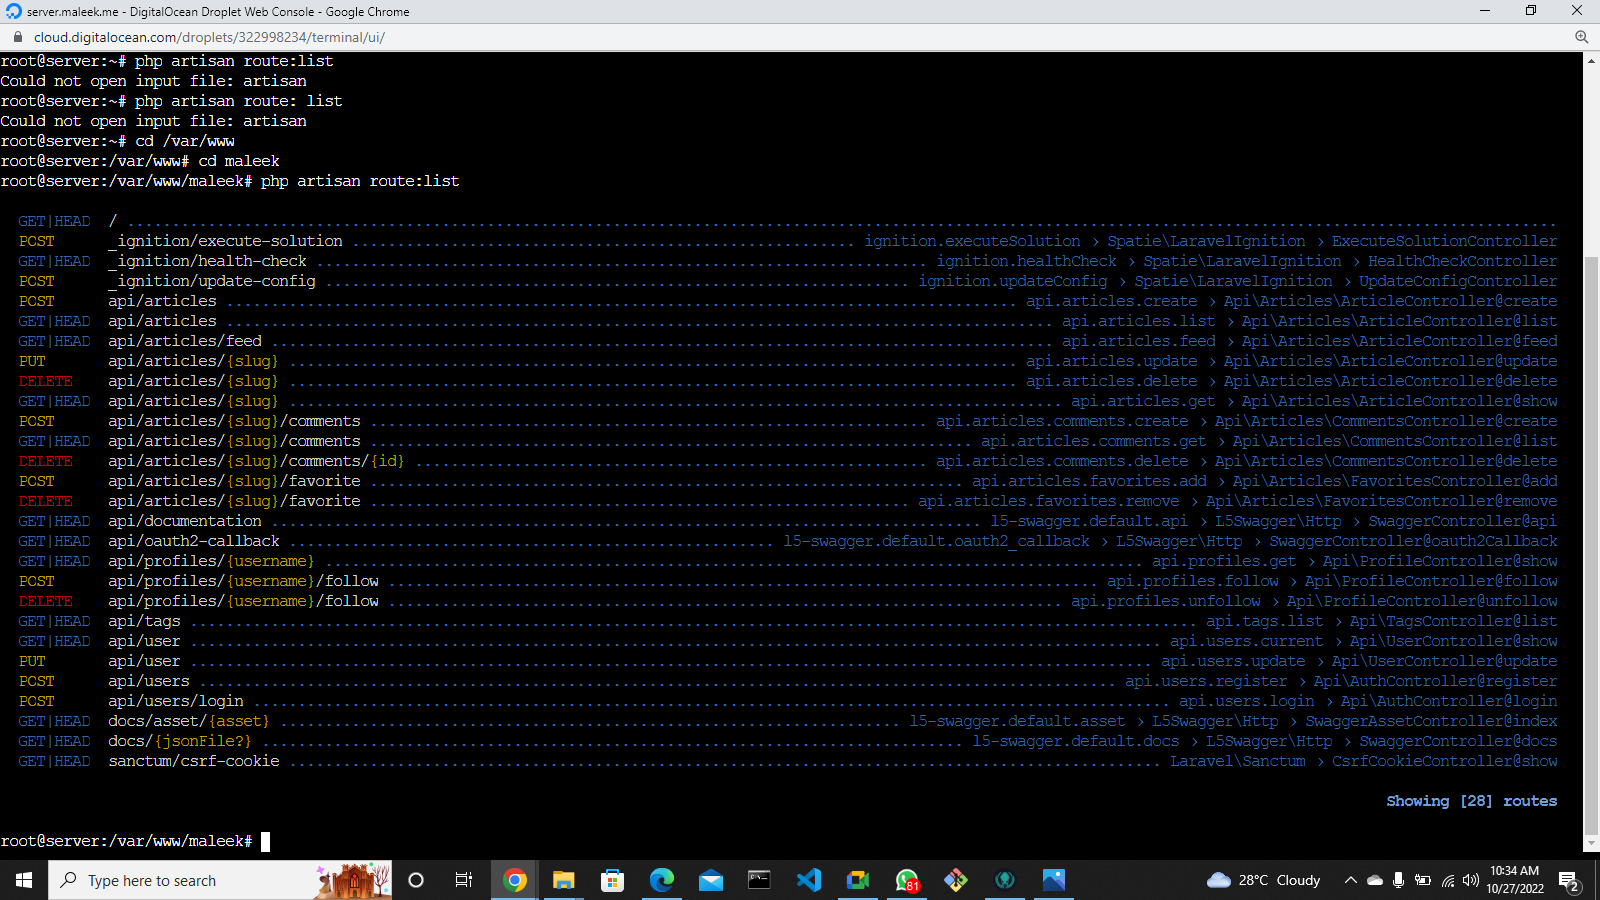 server.maleek.me - DigitalOcean Droplet Web Console - Google Chrome
cloud.digitalocean.com/droplets/322998234/terminal/ui/
root@server:~# php artisan route:list
Could not open input file: artisan
root@server:~# php artisan route: list
Could not open input file: artisan
root@server:~# cd /var/www
root@server:/var/www# cd maleek
root@server:/var/www/maleek# php artisan route:list
GET|HEAD / ...............................................................
POST _ignition/execute-solution ........................................ ignition.executeSolution › Spatie\LaravelIgnition › ExecuteSolutionController
GET|HEAD _ignition/health-check ........................................ ignition.healthCheck › Spatie\LaravelIgnition › HealthCheckController
POST _ignition/update-config ........................................ ignition.updateConfig › Spatie\LaravelIgnition › UpdateConfigController
POST api/articles ........................................ api.articles.create › Api\Articles\ArticleController@create
GET|HEAD api/articles ........................................ api.articles.list › Api\Articles\ArticleController@list
GET|HEAD api/articles/feed ........................................ api.articles.feed › Api\Articles\ArticleController@feed
PUT api/articles/{slug} ........................................ api.articles.update › Api\Articles\ArticleController@update
DELETE api/articles/{slug} ........................................ api.articles.delete › Api\Articles\ArticleController@delete
GET|HEAD api/articles/{slug} ........................................ api.articles.get › Api\Articles\ArticleController@show
POST api/articles/{slug}/comments ........................................ api.articles.comments.create › Api\Articles\CommentsController@create
GET|HEAD api/articles/{slug}/comments ........................................ api.articles.comments.get › Api\Articles\CommentsController@list
DELETE api/articles/{slug}/comments/{id} ........................................ api.articles.comments.delete › Api\Articles\CommentsController@delete
POST api/articles/{slug}/favorite ........................................ api.articles.favorites.add › Api\Articles\FavoritesController@add
DELETE api/articles/{slug}/favorite ........................................ api.articles.favorites.remove › Api\Articles\FavoritesController@remove
GET|HEAD api/documentation ........................................ l5-swagger.default.api › L5Swagger\Http › SwaggerController@api
GET|HEAD api/oauth2-callback ........................................ l5-swagger.default.oauth2_callback › L5Swagger\Http › SwaggerController@oauth2Callback
GET|HEAD api/profiles/{username} ........................................ api.profiles.get › Api\ProfileController@show
POST api/profiles/{username}/follow ........................................ api.profiles.follow › Api\ProfileController@follow
DELETE api/profiles/{username}/follow ........................................ api.profiles.unfollow › Api\ProfileController@unfollow
GET|HEAD api/tags ........................................ api.tags.list › Api\TagsController@list
GET|HEAD api/user ........................................ api.users.current › Api\UserController@show
PUT api/user ........................................ api.users.update › Api\UserController@update
POST api/users ........................................ api.users.register › Api\AuthController@register
POST api/users/login ........................................ api.users.login › Api\AuthController@login
GET|HEAD docs/asset/{asset} ........................................ l5-swagger.default.asset › L5Swagger\Http › SwaggerAssetController@index
GET|HEAD docs/{jsonFile?} ........................................ l5-swagger.default.docs › L5Swagger\Http › SwaggerController@docs
GET|HEAD sanctum/csrf-cookie ........................................ Laravel\Sanctum › CsrfCookieController@show
Showing [28] routes
root@server:/var/www/maleek#
Type here to search
81
28°C Cloudy
10:34 AM
10/27/2022
2